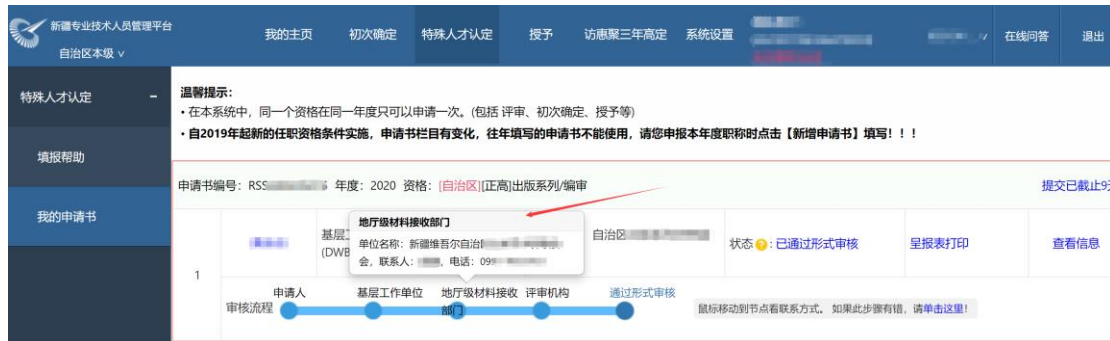 新疆专业技术人员管理平台
自治区本级
我的主页 初次确定 特殊人才认定 授予 访惠聚三年高定 系统设置 在线问答 退出
特殊人才认定
填报帮助
我的申请书
温馨提示：
• 在本系统中，同一个资格在同一年度只可以申请一次。(包括 评审、初次确定、授予等)
• 自2019年起新的任职资格条件实施，申请书栏目有变化，往年填写的申请书不能使用，请您申报本年度职称时点击【新增申请书】填写！！！
申请书编号：RSS 年度：2020 资格：[自治区][正高]出版系列/编审 提交已截止9
1
基层
(DWB
地厅级材料接收部门
单位名称：新疆维吾尔自治
会，联系人： ，电话：099
自治区
状态 ? ：已通过形式审核
呈报表打印
查看信息
审核流程
申请人 基层工作单位 地厅级材料接收部门 评审机构 通过形式审核
鼠标移动到节点看联系方式。 如果此步骤有错，请单击这里!